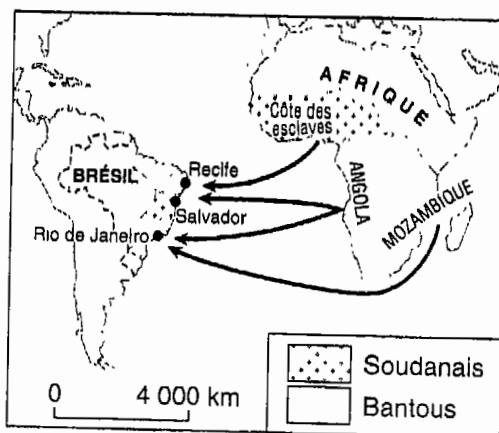 AFRIQUE
Côte des
esclaves
BRÉSIL
Recife
Salvador
Rio de Janeiro
ANGOLA
MOZAMBIQUE
Soudanais
Bantous
0 4 000 km